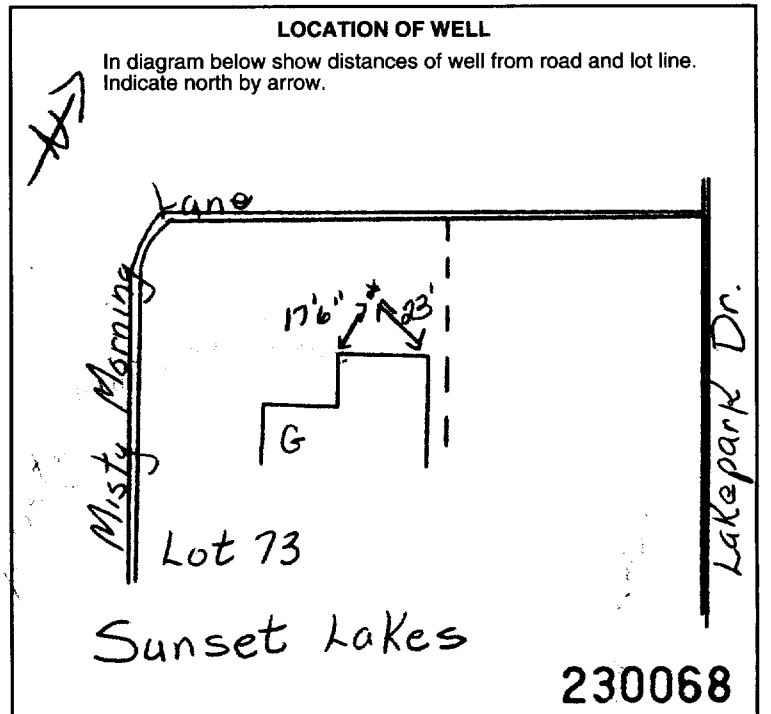 LOCATION OF WELL
In diagram below show distances of well from road and lot line.
Indicate north by arrow.
N
Lane
Misty Morning
17'6"
23'
G
Lakepark Dr.
Lot 73
Sunset Lakes
230068